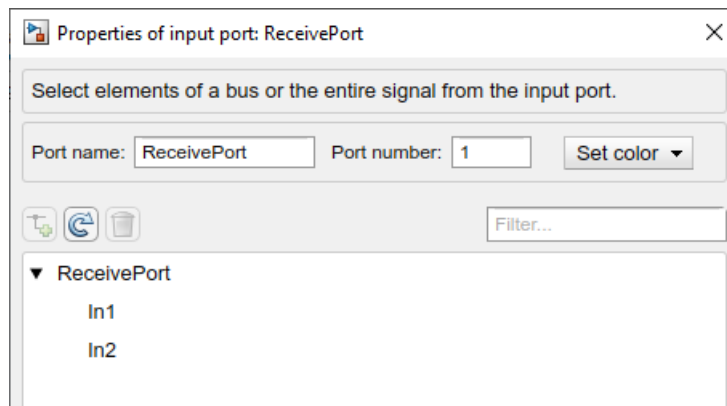 Properties of input port: ReceivePort
Select elements of a bus or the entire signal from the input port.
Port name: ReceivePort Port number: 1 Set color
Filter...
ReceivePort
In1
In2